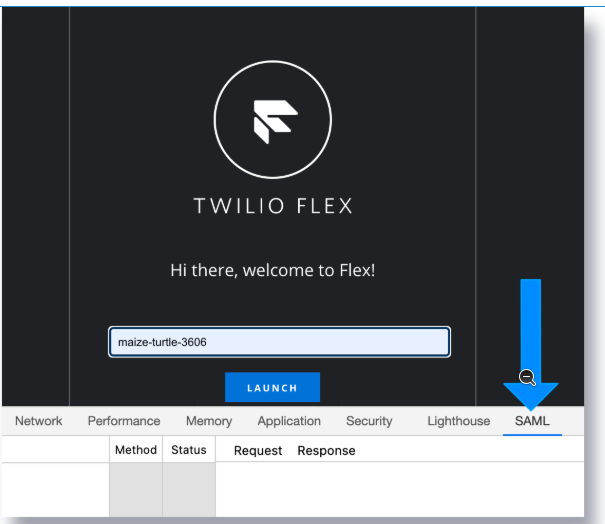 TWILIO FLEX
Hi there, welcome to Flex!
maize-turtle-3606
LAUNCH
Network Performance Memory Application Security Lighthouse SAML
Method Status Request Response